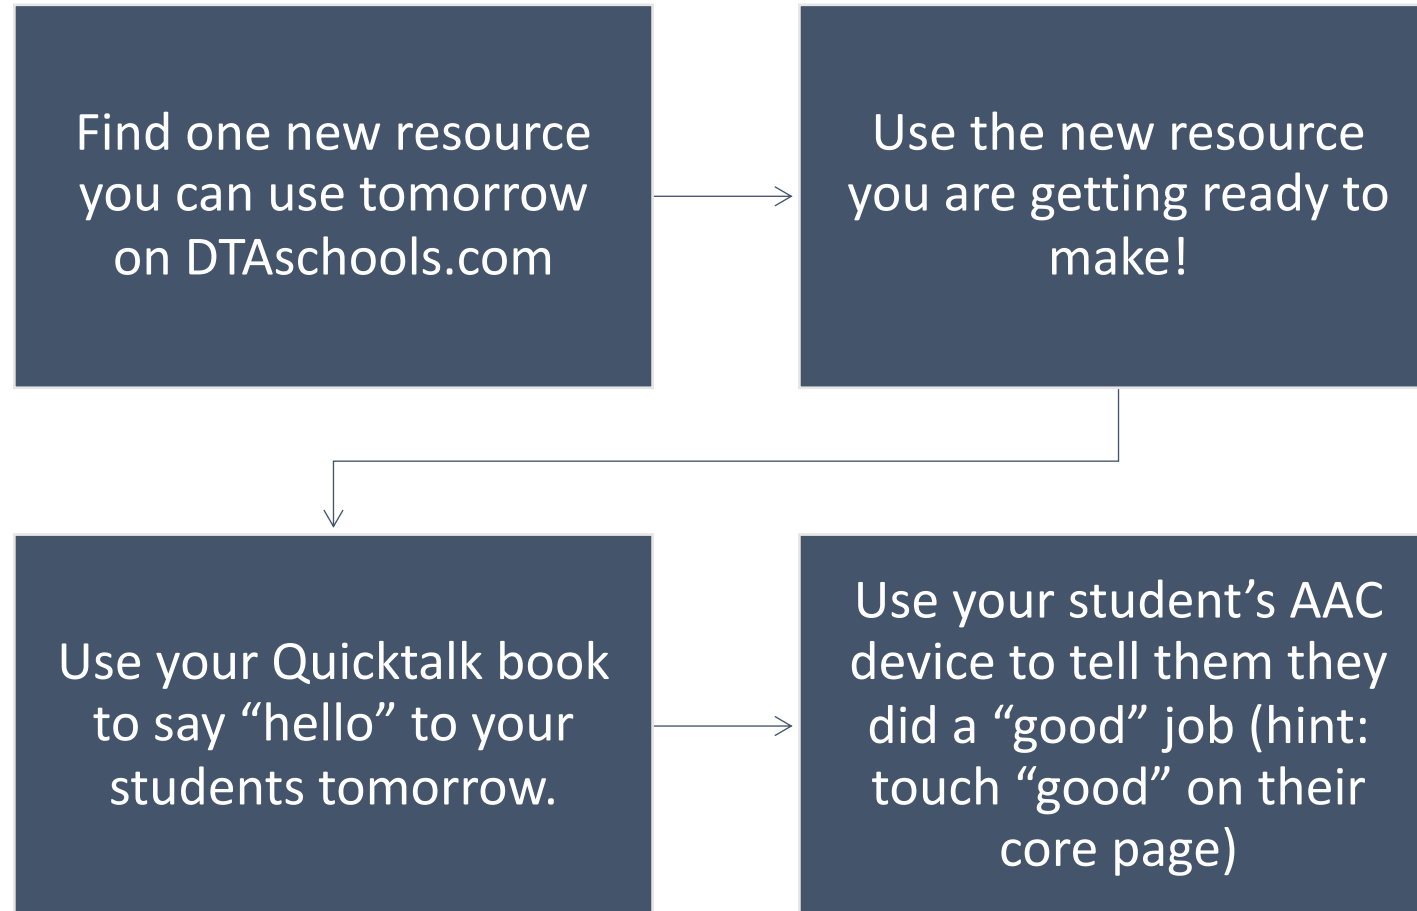 Find one new resource
you can use tomorrow
on DTAschools.com
Use the new resource
you are getting ready to
make!
Use your Quicktalk book
to say “hello” to your
students tomorrow.
Use your student’s AAC
device to tell them they
did a “good” job (hint:
touch “good” on their
core page)